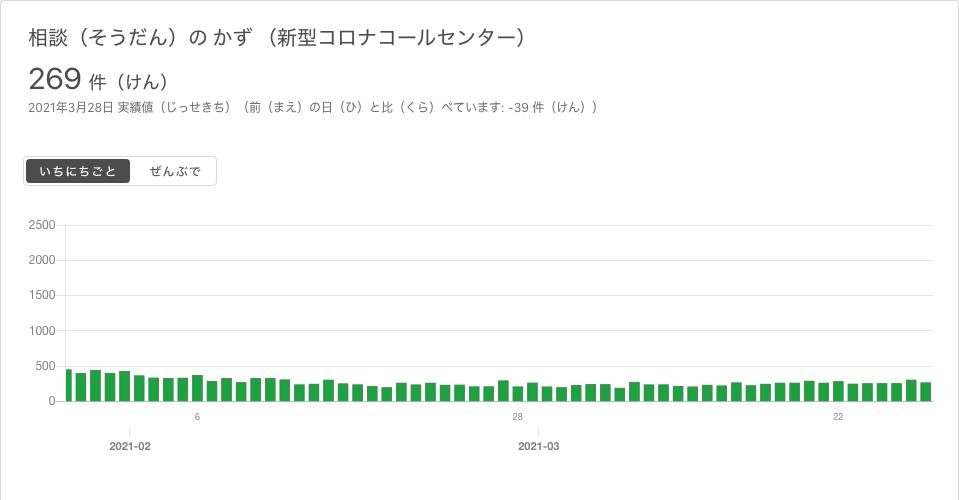 相談（そうだん）の かず （新型コロナコールセンター）
269 件（けん）
2021年3月28日 実績値（じっせきち）（前（まえ）の日（ひ）と比（くら）べています: -39 件（けん））
いちにちごと ぜんぶで
2500
2000
1500
1000
500
0
6 28 22
2021-02 2021-03